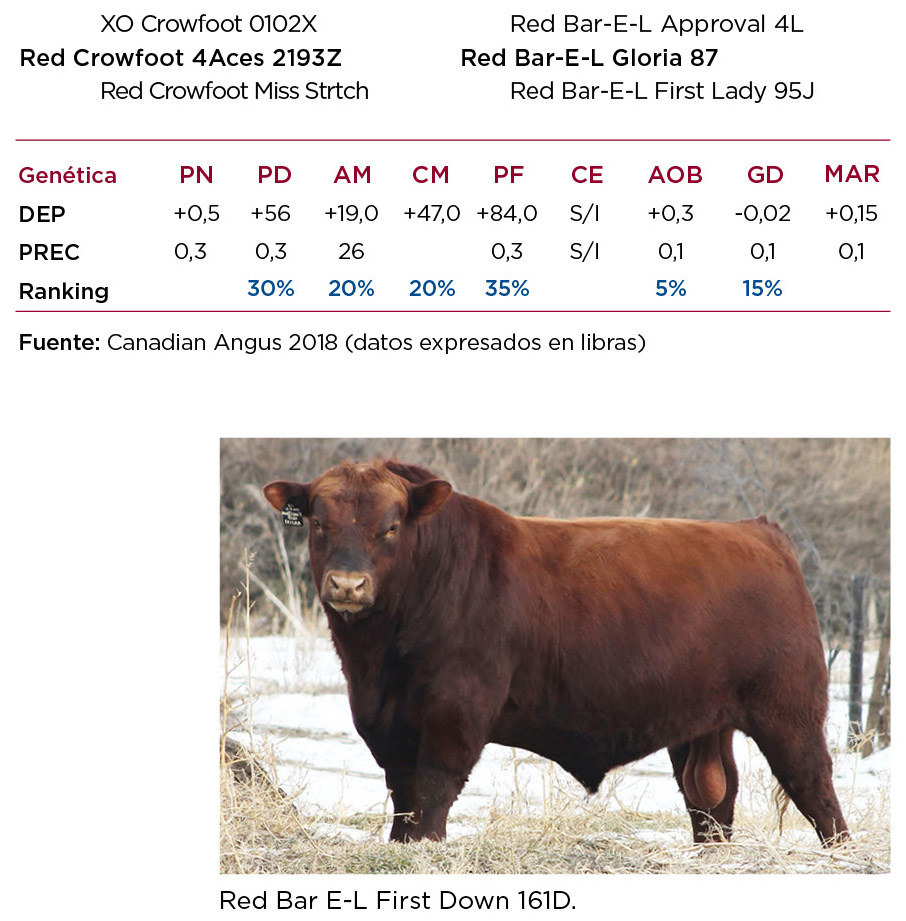 XO Crowfoot 0102X Red Bar-E-L Approval 4L
Red Crowfoot 4Aces 2193Z Red Bar-E-L Gloria 87
Red Crowfoot Miss Strtch Red Bar-E-L First Lady 95J
Genética PN PD AM CM PF CE AOB GD MAR
DEP +0,5 +56 +19,0 +47,0 +84,0 S/I +0,3 -0,02 +0,15
PREC 0,3 0,3 26 0,3 S/I 0,1 0,1 0,1
Ranking 30% 20% 20% 35% 5% 15%
Fuente: Canadian Angus 2018 (datos expresados en libras)
Red Bar E-L First Down 161D.